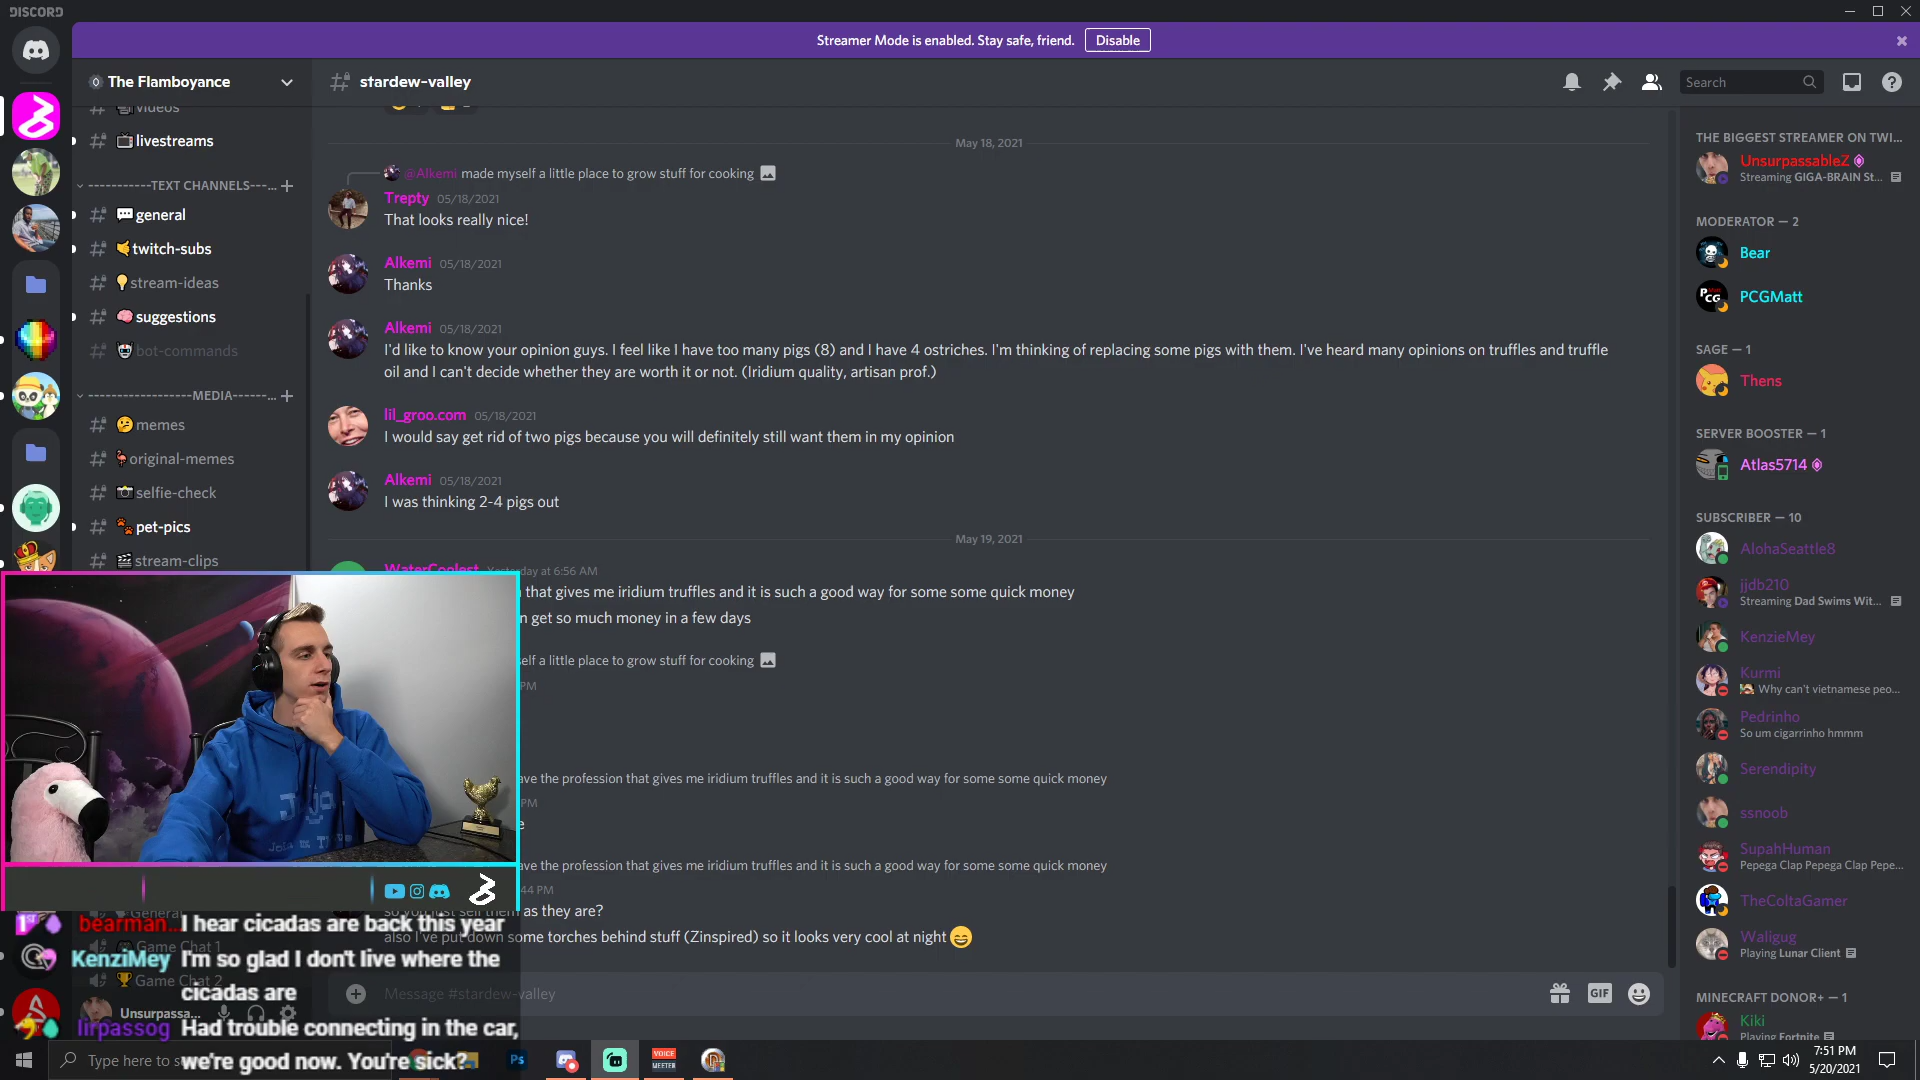 DISCORD
Streamer Mode is enabled. Stay safe, friend.
Disable
The Flamboyance
stardew-valley
Search
videos
livestreams
-----------TEXT CHANNELS---...
general
twitch-subs
stream-ideas
suggestions
bot-commands
------------------MEDIA------...
memes
original-memes
selfie-check
pet-pics
stream-clips
General
Game Chat 1
Game Chat 2
Unsurpassa...
May 18, 2021
@Alkemi made myself a little place to grow stuff for cooking
Trepty 05/18/2021
That looks really nice!
Alkemi 05/18/2021
Thanks
Alkemi 05/18/2021
I'd like to know your opinion guys. I feel like I have too many pigs (8) and I have 4 ostriches. I'm thinking of replacing some pigs with them. I've heard many opinions on truffles and truffle
oil and I can't decide whether they are worth it or not. (Iridium quality, artisan prof.)
lil_groo.com 05/18/2021
I would say get rid of two pigs because you will definitely still want them in my opinion
Alkemi 05/18/2021
I was thinking 2-4 pigs out
May 19, 2021
WaterCoolest Yesterday at 6:56 AM
that gives me iridium truffles and it is such a good way for some some quick money
n get so much money in a few days
self a little place to grow stuff for cooking
PM
ave the profession that gives me iridium truffles and it is such a good way for some some quick money
PM
e
ave the profession that gives me iridium truffles and it is such a good way for some some quick money
44 PM
so you just sell them as they are?
also I've put down some torches behind stuff (Zinspired) so it looks very cool at night
Message #stardew-valley
GIF
THE BIGGEST STREAMER ON TWI...
UnsurpassableZ
Streaming GIGA-BRAIN St...
MODERATOR — 2
Bear
PCG
PCGMatt
SAGE — 1
Thens
SERVER BOOSTER — 1
Atlas5714
SUBSCRIBER — 10
AlohaSeattle8
jjdb210
Streaming Dad Swims Wit...
KenzieMey
Kurmi
Why can't vietnamese peo...
Pedrinho
So um cigarrinho hmmm
Serendipity
ssnoob
SupahHuman
Pepega Clap Pepega Clap Pepe...
TheColtaGamer
Waligug
Playing Lunar Client
MINECRAFT DONOR+ — 1
Kiki
Playing Fortnite
bearman... I hear cicadas are back this year
KenziMey I'm so glad I don't live where the
cicadas are
lirpassog Had trouble connecting in the car,
we're good now. You're sick?
Type here to s
Ps
VOICE
MEETER
7:51 PM
5/20/2021